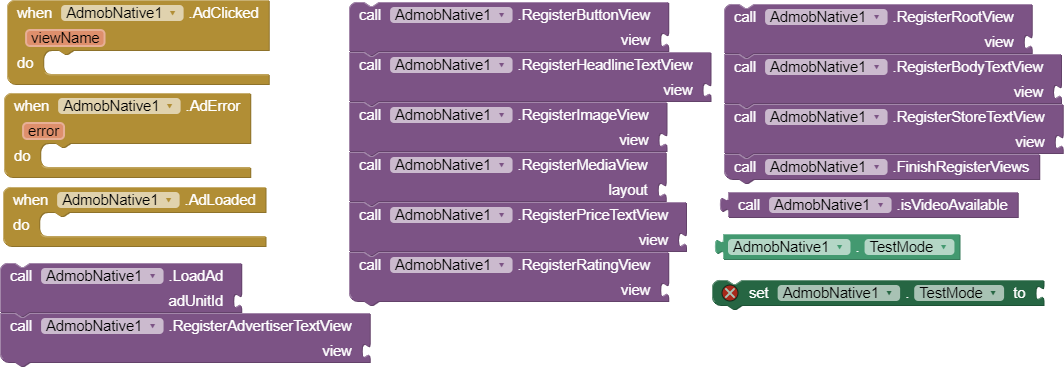 when AdmobNative1 .AdClicked
viewName
do
when AdmobNative1 .AdError
error
do
when AdmobNative1 .AdLoaded
do
call AdmobNative1 .LoadAd
adUnitId
call AdmobNative1 .RegisterAdvertiserTextView
view
call AdmobNative1 .RegisterButtonView
view
call AdmobNative1 .RegisterHeadlineTextView
view
call AdmobNative1 .RegisterImageView
view
call AdmobNative1 .RegisterMediaView
layout
call AdmobNative1 .RegisterPriceTextView
view
call AdmobNative1 .RegisterRatingView
view
call AdmobNative1 .RegisterRootView
view
call AdmobNative1 .RegisterBodyTextView
view
call AdmobNative1 .RegisterStoreTextView
view
call AdmobNative1 .FinishRegisterViews
call AdmobNative1 .isVideoAvailable
AdmobNative1 . TestMode
set AdmobNative1 . TestMode to